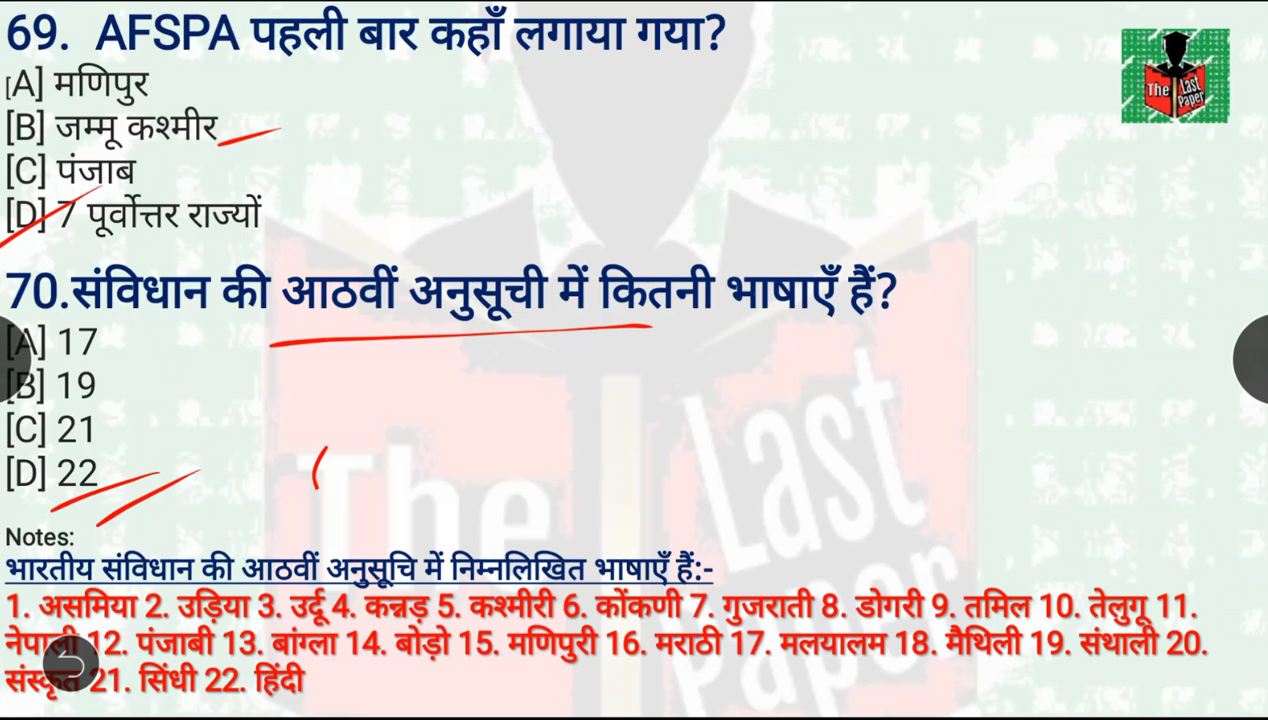 69. AFSPA पहली बार कहाँ लगाया गया?
[A] मणिपुर
[B] जम्मू कश्मीर
[C] पंजाब
[D] 7 पूर्वोत्तर राज्यों
The Last Paper
70.संविधान की आठवीं अनुसूची में कितनी भाषाएँ हैं?
[A] 17
[B] 19
[C] 21
[D] 22
The Last Paper
Notes:
भारतीय संविधान की आठवीं अनुसूचि में निम्नलिखित भाषाएँ हैं:-
1. असमिया 2. उड़िया 3. उर्दू 4. कन्नड़ 5. कश्मीरी 6. कोंकणी 7. गुजराती 8. डोगरी 9. तमिल 10. तेलुगू 11.
नेपाली 12. पंजाबी 13. बांग्ला 14. बोड़ो 15. मणिपुरी 16. मराठी 17. मलयालम 18. मैथिली 19. संथाली 20.
संस्कृत 21. सिंधी 22. हिंदी